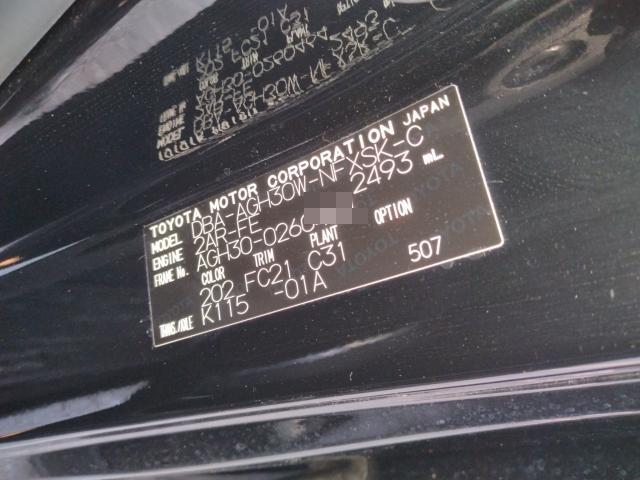 TOYOTA MOTOR CORPORATION JAPAN
MODEL DBA-AGH30W-NFXSK-C
ENGINE 2AR-FE 2493 mL
FRAME No. AGH30-0260
COLOR TRIM PLANT OPTION
202 FC21 C31
TRANS./AXLE K115 -01A 507